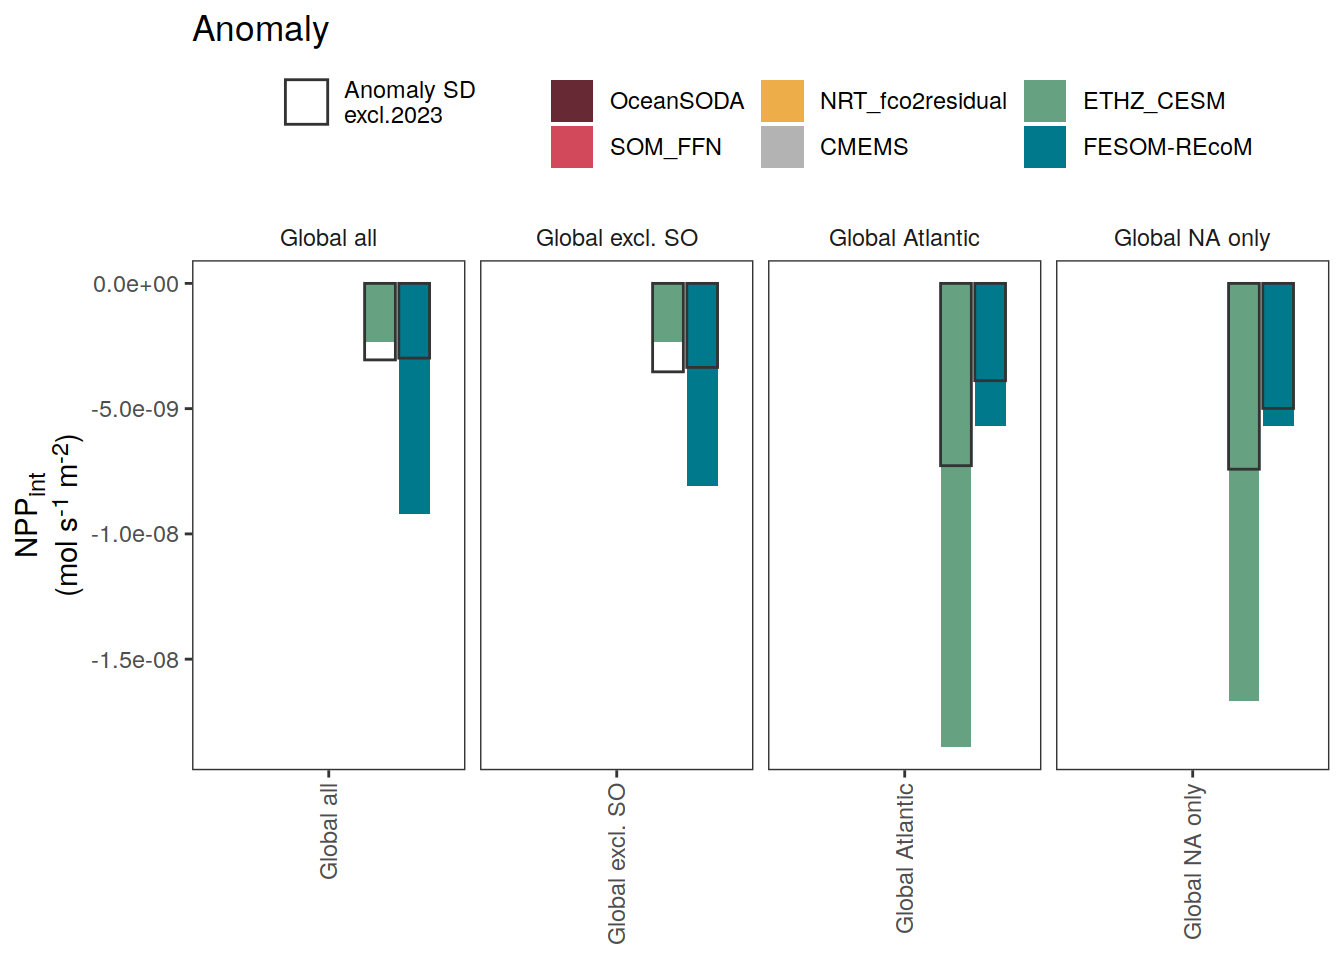 Anomaly
Anomaly SD
excl.2023
OceanSODA
NRT_fco2residual
ETHZ_CESM
SOM_FFN
CMEMS
FESOM-REcoM
Global all
Global excl. SO
Global Atlantic
Global NA only
0.0e+00
-5.0e-09
-1.0e-08
-1.5e-08
NPPint
(mol s-1 m-2)
Global all
Global excl. SO
Global Atlantic
Global NA only